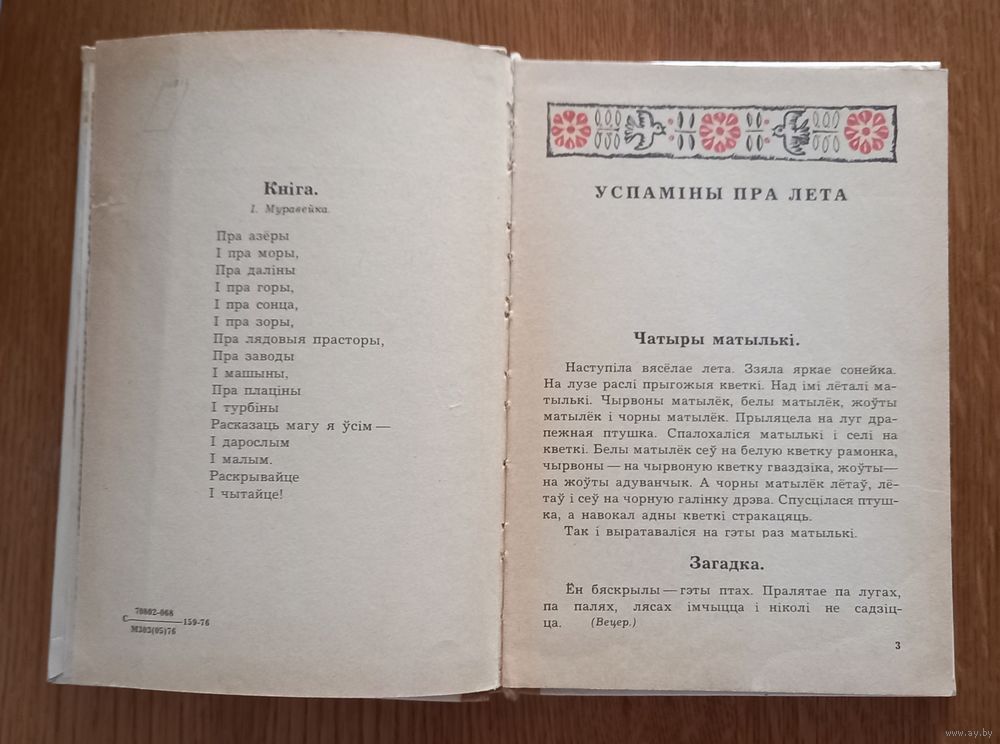 Кніга.
І. Муравейка.
Пра азёры
І пра моры,
Пра даліны
І пра горы,
І пра сонца,
І пра зоры,
Пра лядовыя прасторы,
Пра заводы
І машыны,
Пра плаціны
І турбіны
Расказаць магу я ўсім —
І дарослым
І малым.
Раскрывайце
І чытайце!
70802-068
С 159-76
М303(05)76
УСПАМІНЫ ПРА ЛЕТА
Чатыры матылькі.
Наступіла вясёлае лета. Ззяла яркае сонейка.
На лузе раслі прыгожыя кветкі. Над імі лёталі ма-
тылькі. Чырвоны матылёк, белы матылёк, жоўты
матылёк і чорны матылёк. Прыляцела на луг дра-
пежная птушка. Спалохаліся матылькі і селі на
кветкі. Белы матылёк сеў на белую кветку рамонка,
чырвоны — на чырвоную кветку гваздзіка, жоўты —
на жоўты адуванчык. А чорны матылёк лётаў, лё-
таў і сеў на чорную галінку дрэва. Спусцілася птуш-
ка, а навокал адны кветкі стракацяць.
Так і выратаваліся на гэты раз матылькі.
Загадка.
Ён бяскрылы — гэты птах. Пралятае па лугах,
па палях, лясах імчыцца і ніколі не садзіц-
ца. (Вецер.)
3
www.ay.by